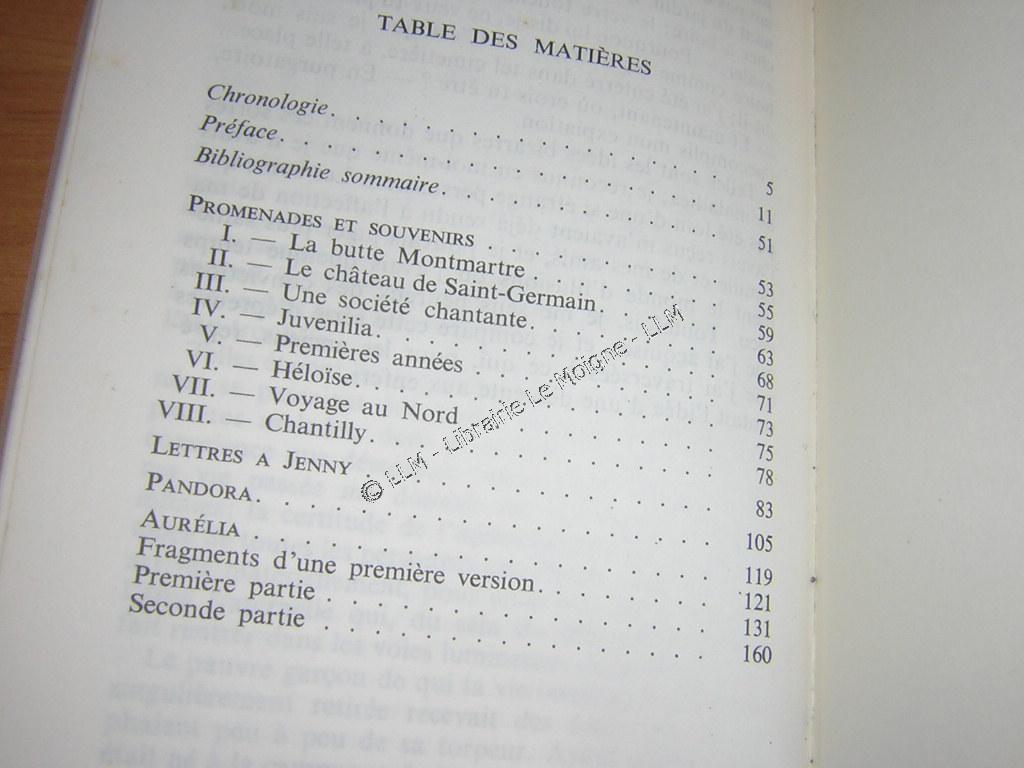 TABLE DES MATIÈRES
Chronologie . . . . . . . . . . 5
Préface. . . . . . . . . . 11
Bibliographie sommaire. . . . . . . . . . 51
PROMENADES ET SOUVENIRS . . . . . . . . . . 53
I. — La butte Montmartre . . . . . . . . . . 55
II. — Le château de Saint-Germain . . . . . . . . . . 59
III. — Une société chantante. . . . . . . . . . 63
IV. — Juvenilia. . . . . . . . . . 68
V. — Premières années . . . . . . . . . . 71
VI. — Héloïse. . . . . . . . . . 73
VII. — Voyage au Nord . . . . . . . . . . 75
VIII. — Chantilly. . . . . . . . . . 78
LETTRES A JENNY . . . . . . . . . . 83
PANDORA. . . . . . . . . . 105
AURÉLIA . . . . . . . . . . 119
Fragments d'une première version. . . . . . . . . . 121
Première partie . . . . . . . . . . 131
Seconde partie . . . . . . . . . . 160
© LLM - Librairie Le Moigne - LLM